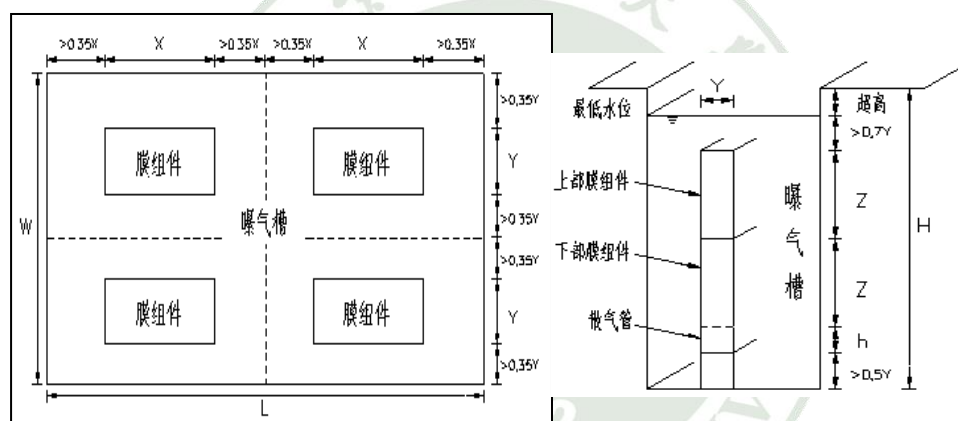 >0.35X X >0.35X >0.35X X >0.35X
>0.35Y
膜组件 膜组件
Y
>0.35Y
W 曝气槽
>0.35Y
膜组件 膜组件
Y
>0.35Y
L
Y
最低水位 超高
>0.7Y
上部膜组件
Z
曝气槽
H
下部膜组件
Z
散气管
h
>0.5Y